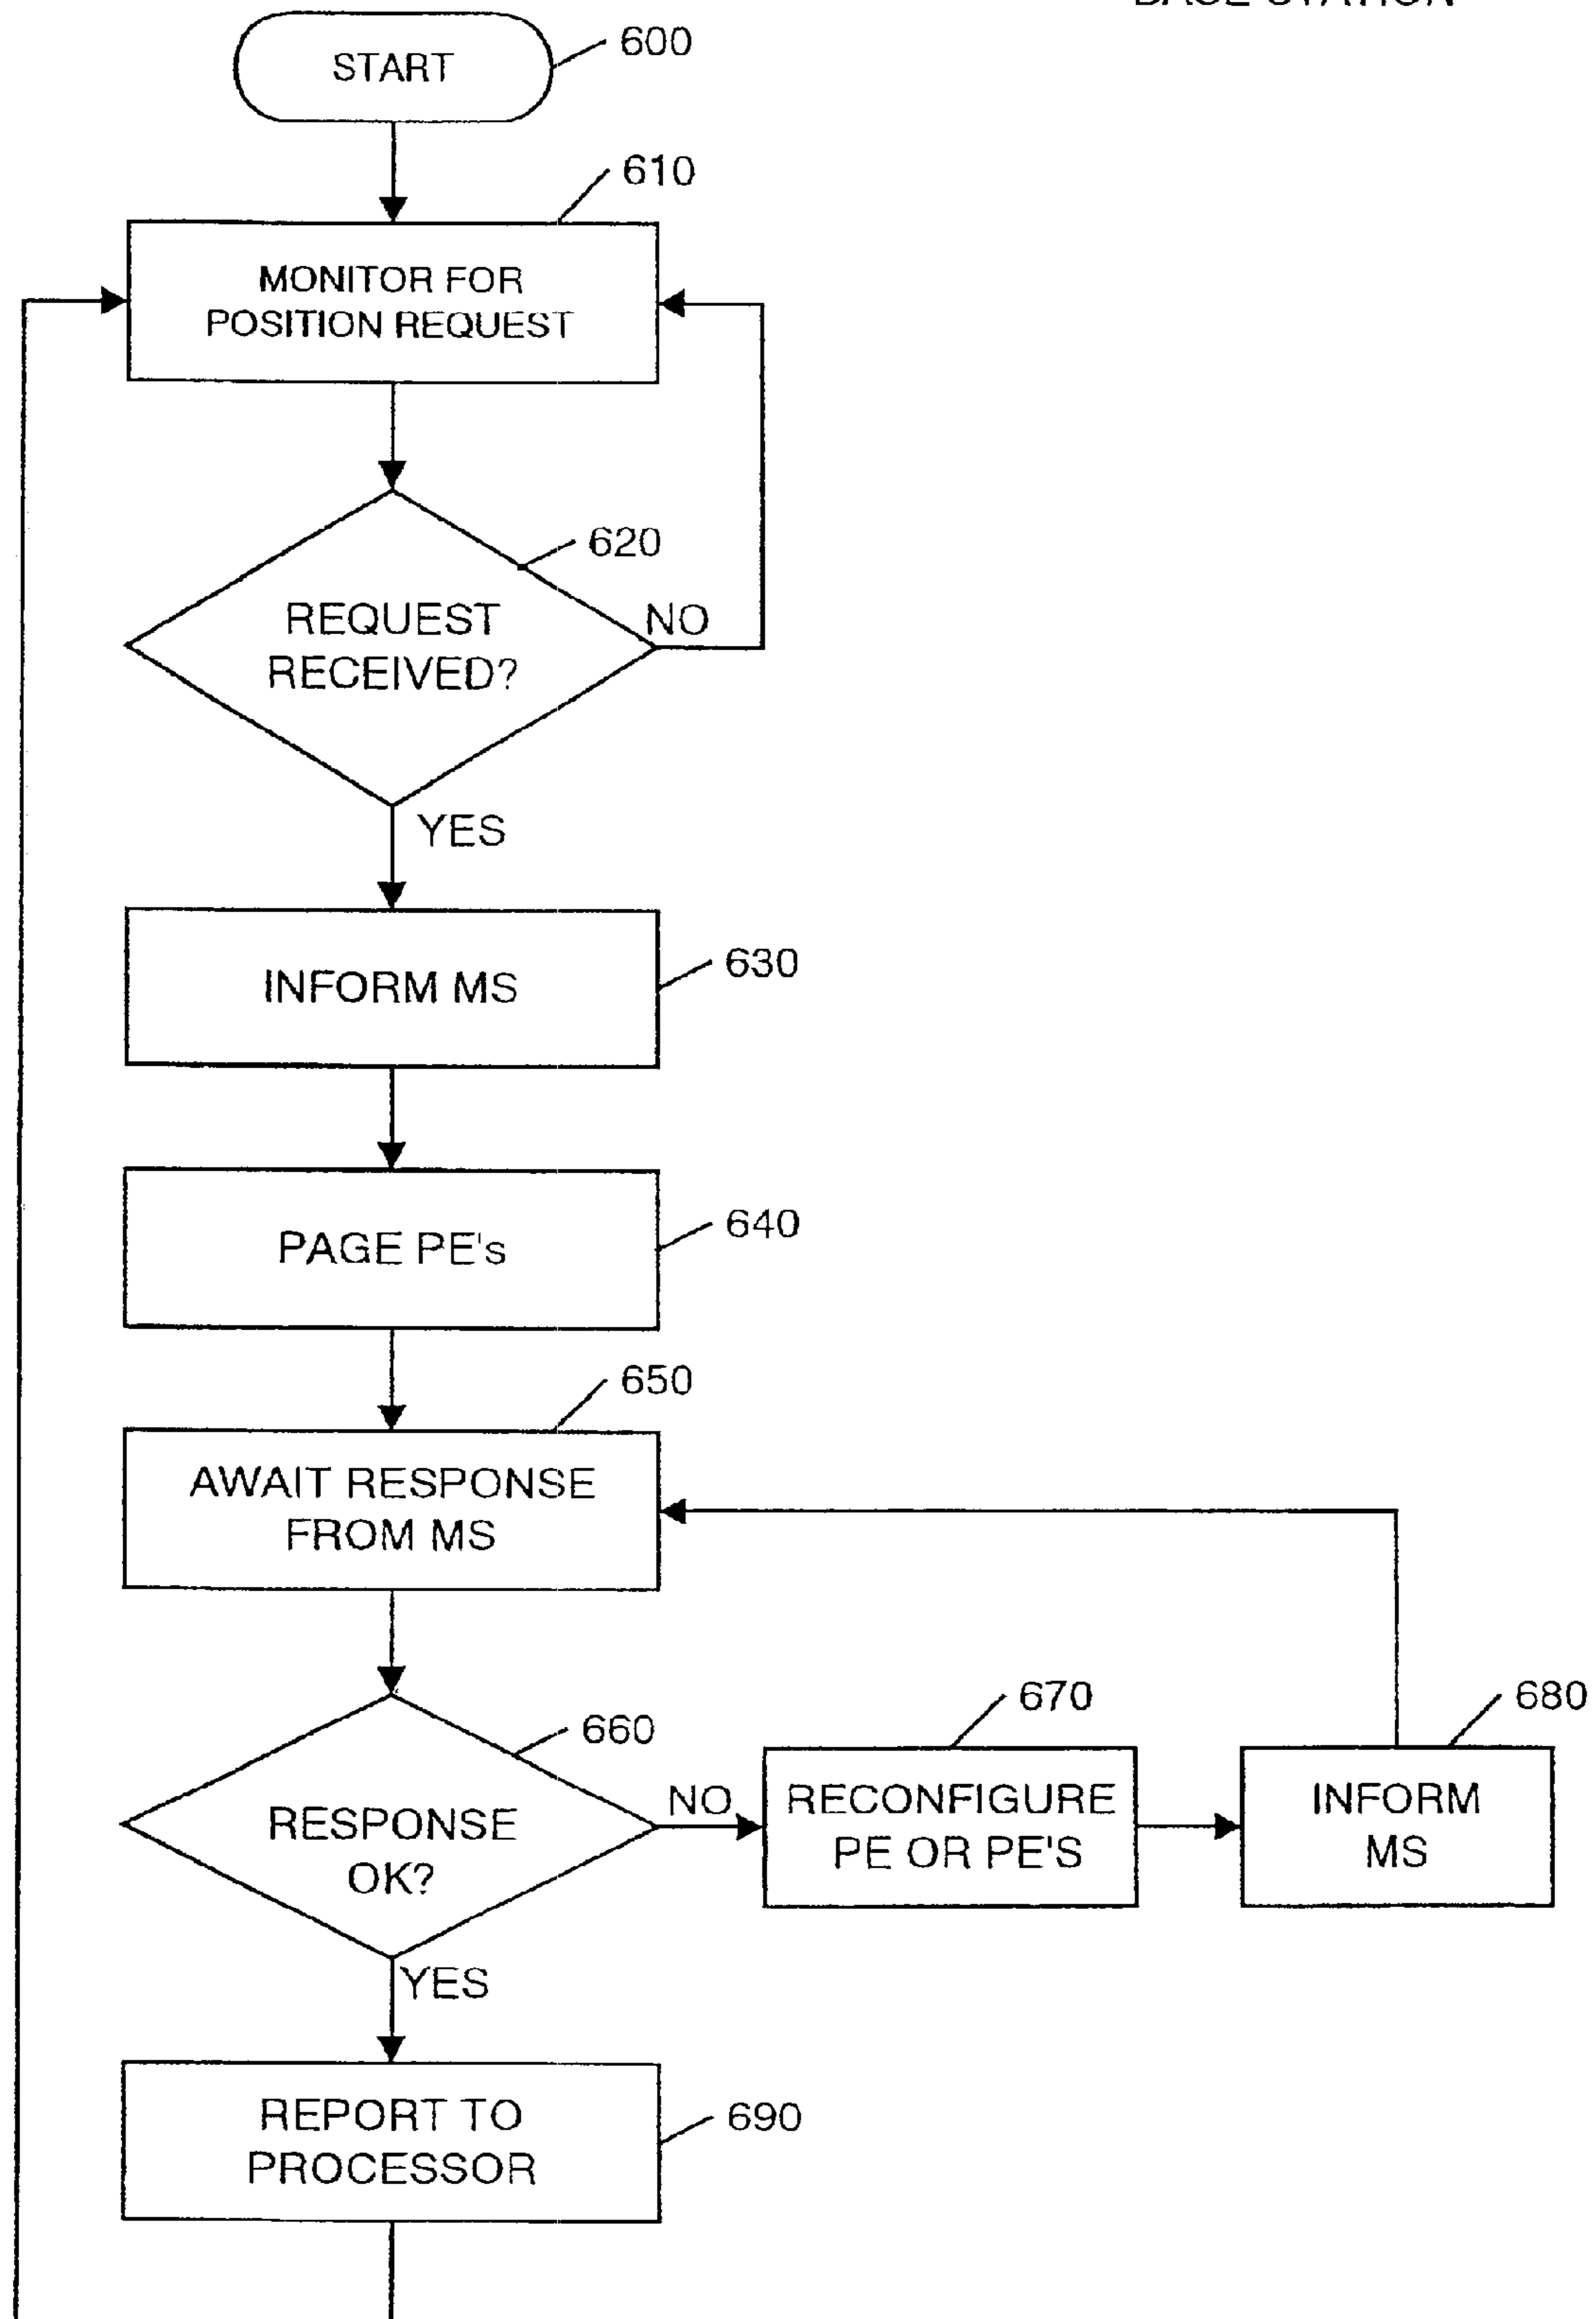 START
600
610
MONITOR FOR
POSITION REQUEST
620
REQUEST
RECEIVED?
NO
YES
INFORM MS
630
PAGE PE's
640
650
AWAIT RESPONSE
FROM MS
660
RESPONSE
OK?
NO
670
RECONFIGURE
PE OR PE'S
680
INFORM
MS
YES
REPORT TO
PROCESSOR
690